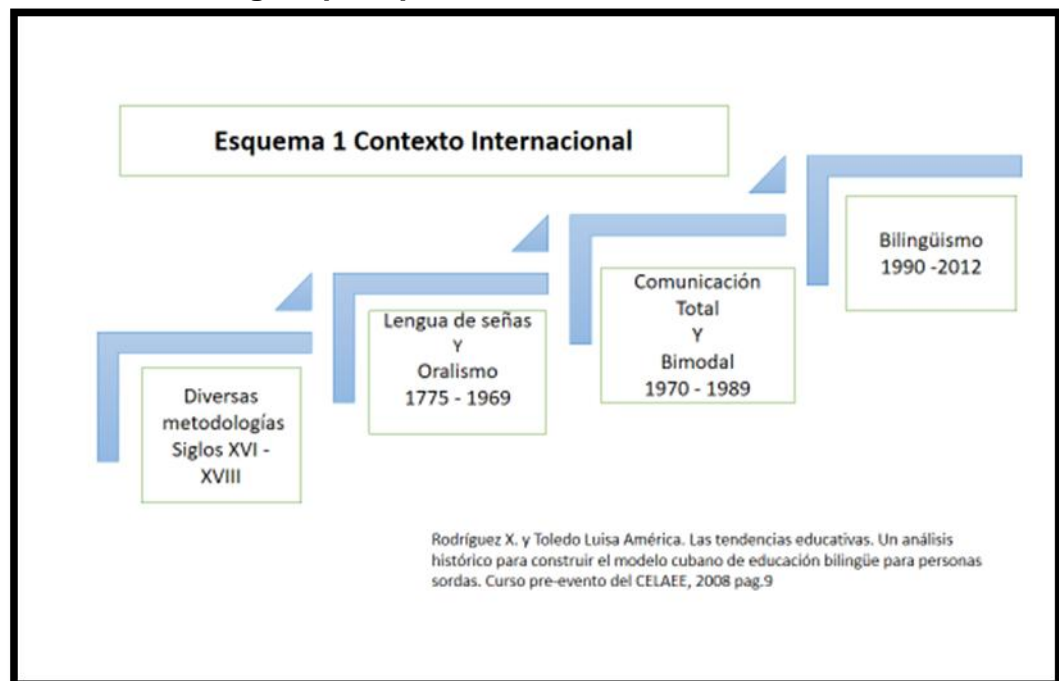 Esquema 1 Contexto Internacional
Diversas
metodologías
Siglos XVI -
XVIII
Lengua de señas
Y
Oralismo
1775 - 1969
Comunicación
Total
Y
Bimodal
1970 - 1989
Bilingüismo
1990 -2012
Rodríguez X. y Toledo Luisa América. Las tendencias educativas. Un análisis
histórico para construir el modelo cubano de educación bilingüe para personas
sordas. Curso pre-evento del CELAEE, 2008 pag.9